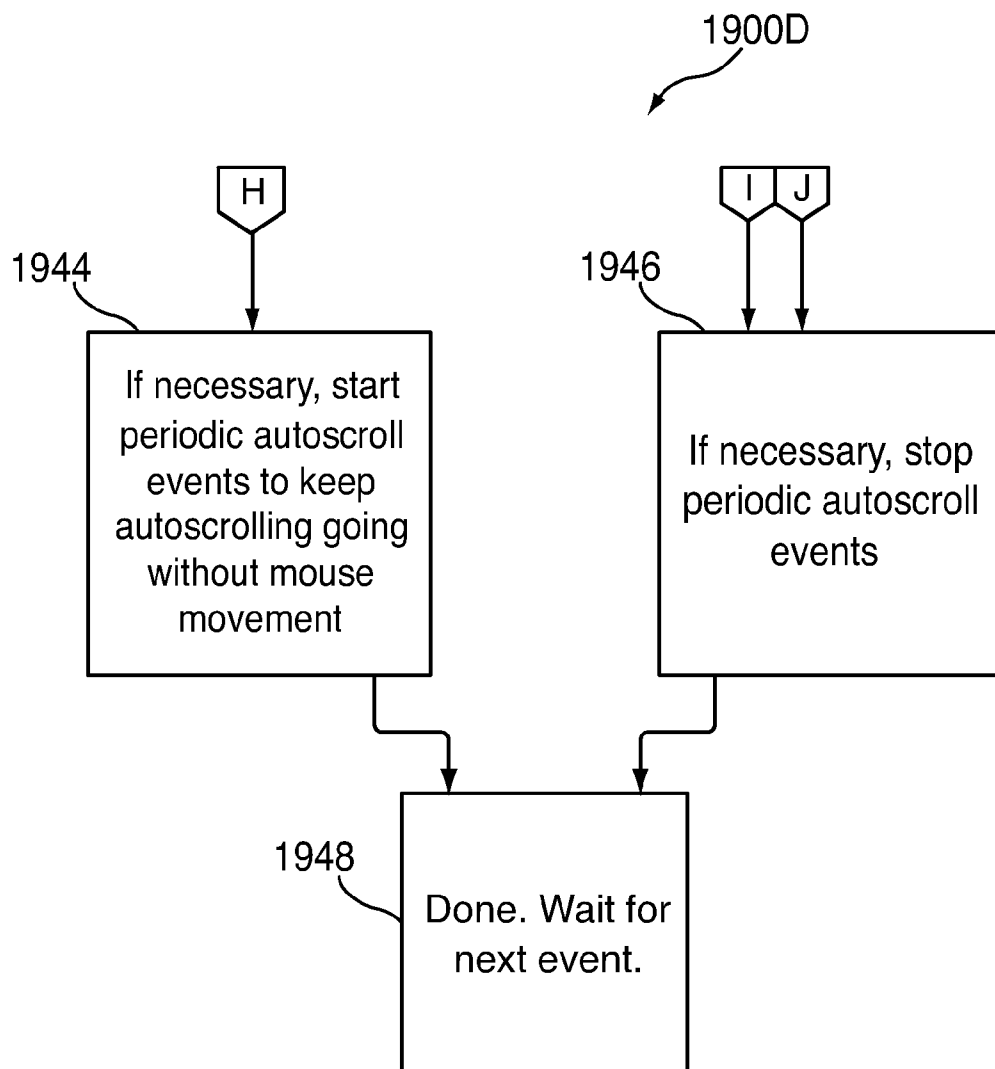 1900D
H
I J
1944
1946
If necessary, start
periodic autoscroll
events to keep
autoscrolling going
without mouse
movement
If necessary, stop
periodic autoscroll
events
1948
Done. Wait for
next event.